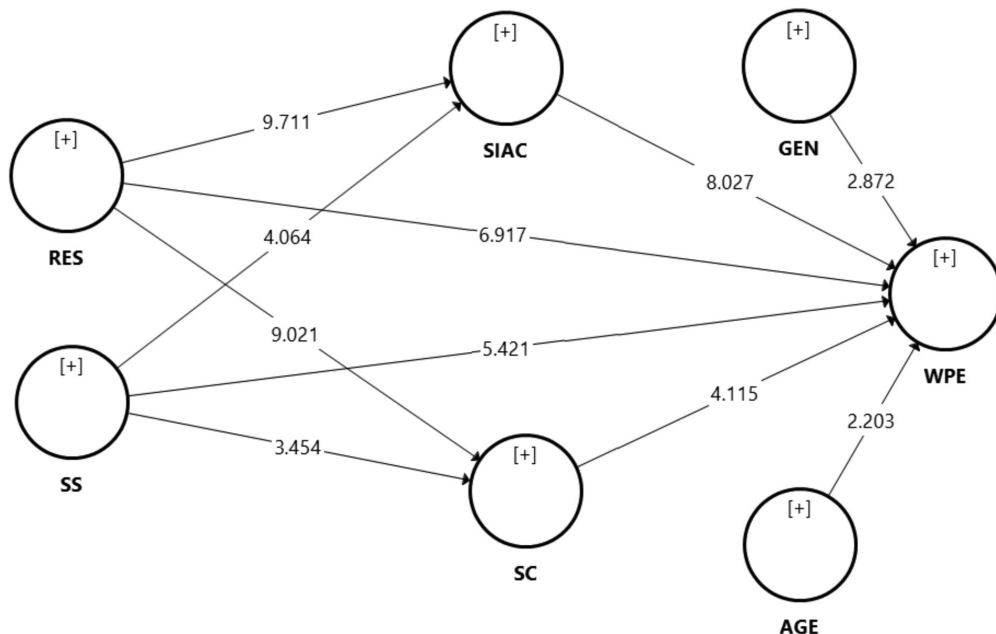 [+]
SIAC
[+]
GEN
[+]
RES
9.711
8.027
2.872
4.064
6.917
[+]
WPE
9.021
5.421
[+]
SS
3.454
4.115
2.203
[+]
SC
[+]
AGE